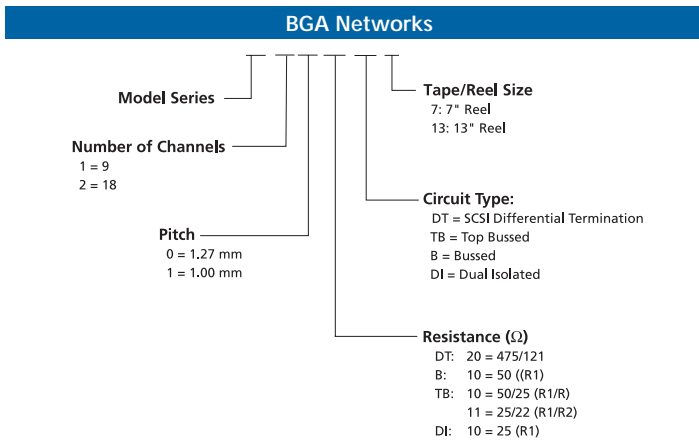 BGA Networks
Model Series
Number of Channels
1 = 9
2 = 18
Pitch
0 = 1.27 mm
1 = 1.00 mm
Tape/Reel Size
7: 7" Reel
13: 13" Reel
Circuit Type:
DT = SCSI Differential Termination
TB = Top Bussed
B = Bussed
DI = Dual Isolated
Resistance (Ω)
DT: 20 = 475/121
B: 10 = 50 ((R1)
TB: 10 = 50/25 (R1/R)
11 = 25/22 (R1/R2)
DI: 10 = 25 (R1)